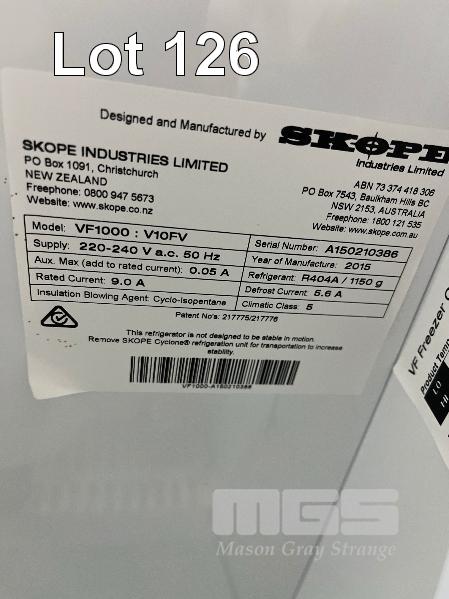 Lot 126
Designed and Manufactured by SKOPE
Industries Limited
SKOPE INDUSTRIES LIMITED
PO Box 1091, Christchurch
NEW ZEALAND
Freephone: 0800 947 5673
Website: www.skope.co.nz
ABN 73 374 418 306
PO Box 7543, Baulkham Hills BC
NSW 2153, AUSTRALIA
Freephone: 1800 121 535
Website: www.skope.com.au
Model: VF1000 : V10FV
Serial Number: A150210386
Supply: 220-240 V a.c. 50 Hz
Year of Manufacture: 2015
Aux. Max (add to rated current): 0.05 A
Refrigerant: R404A / 1150 g
Rated Current: 9.0 A
Defrost Current: 5.6 A
Insulation Blowing Agent: Cyclo-isopentane
Climatic Class: 5
Patent No's: 217775/217776
This refrigerator is not designed to be stable in motion.
Remove SKOPE Cyclone® refrigeration unit for transportation to increase
stability.
VF1000-A150210386
VF Freezer
Product Temp
LO
HI
MGS
Mason Gray Strange